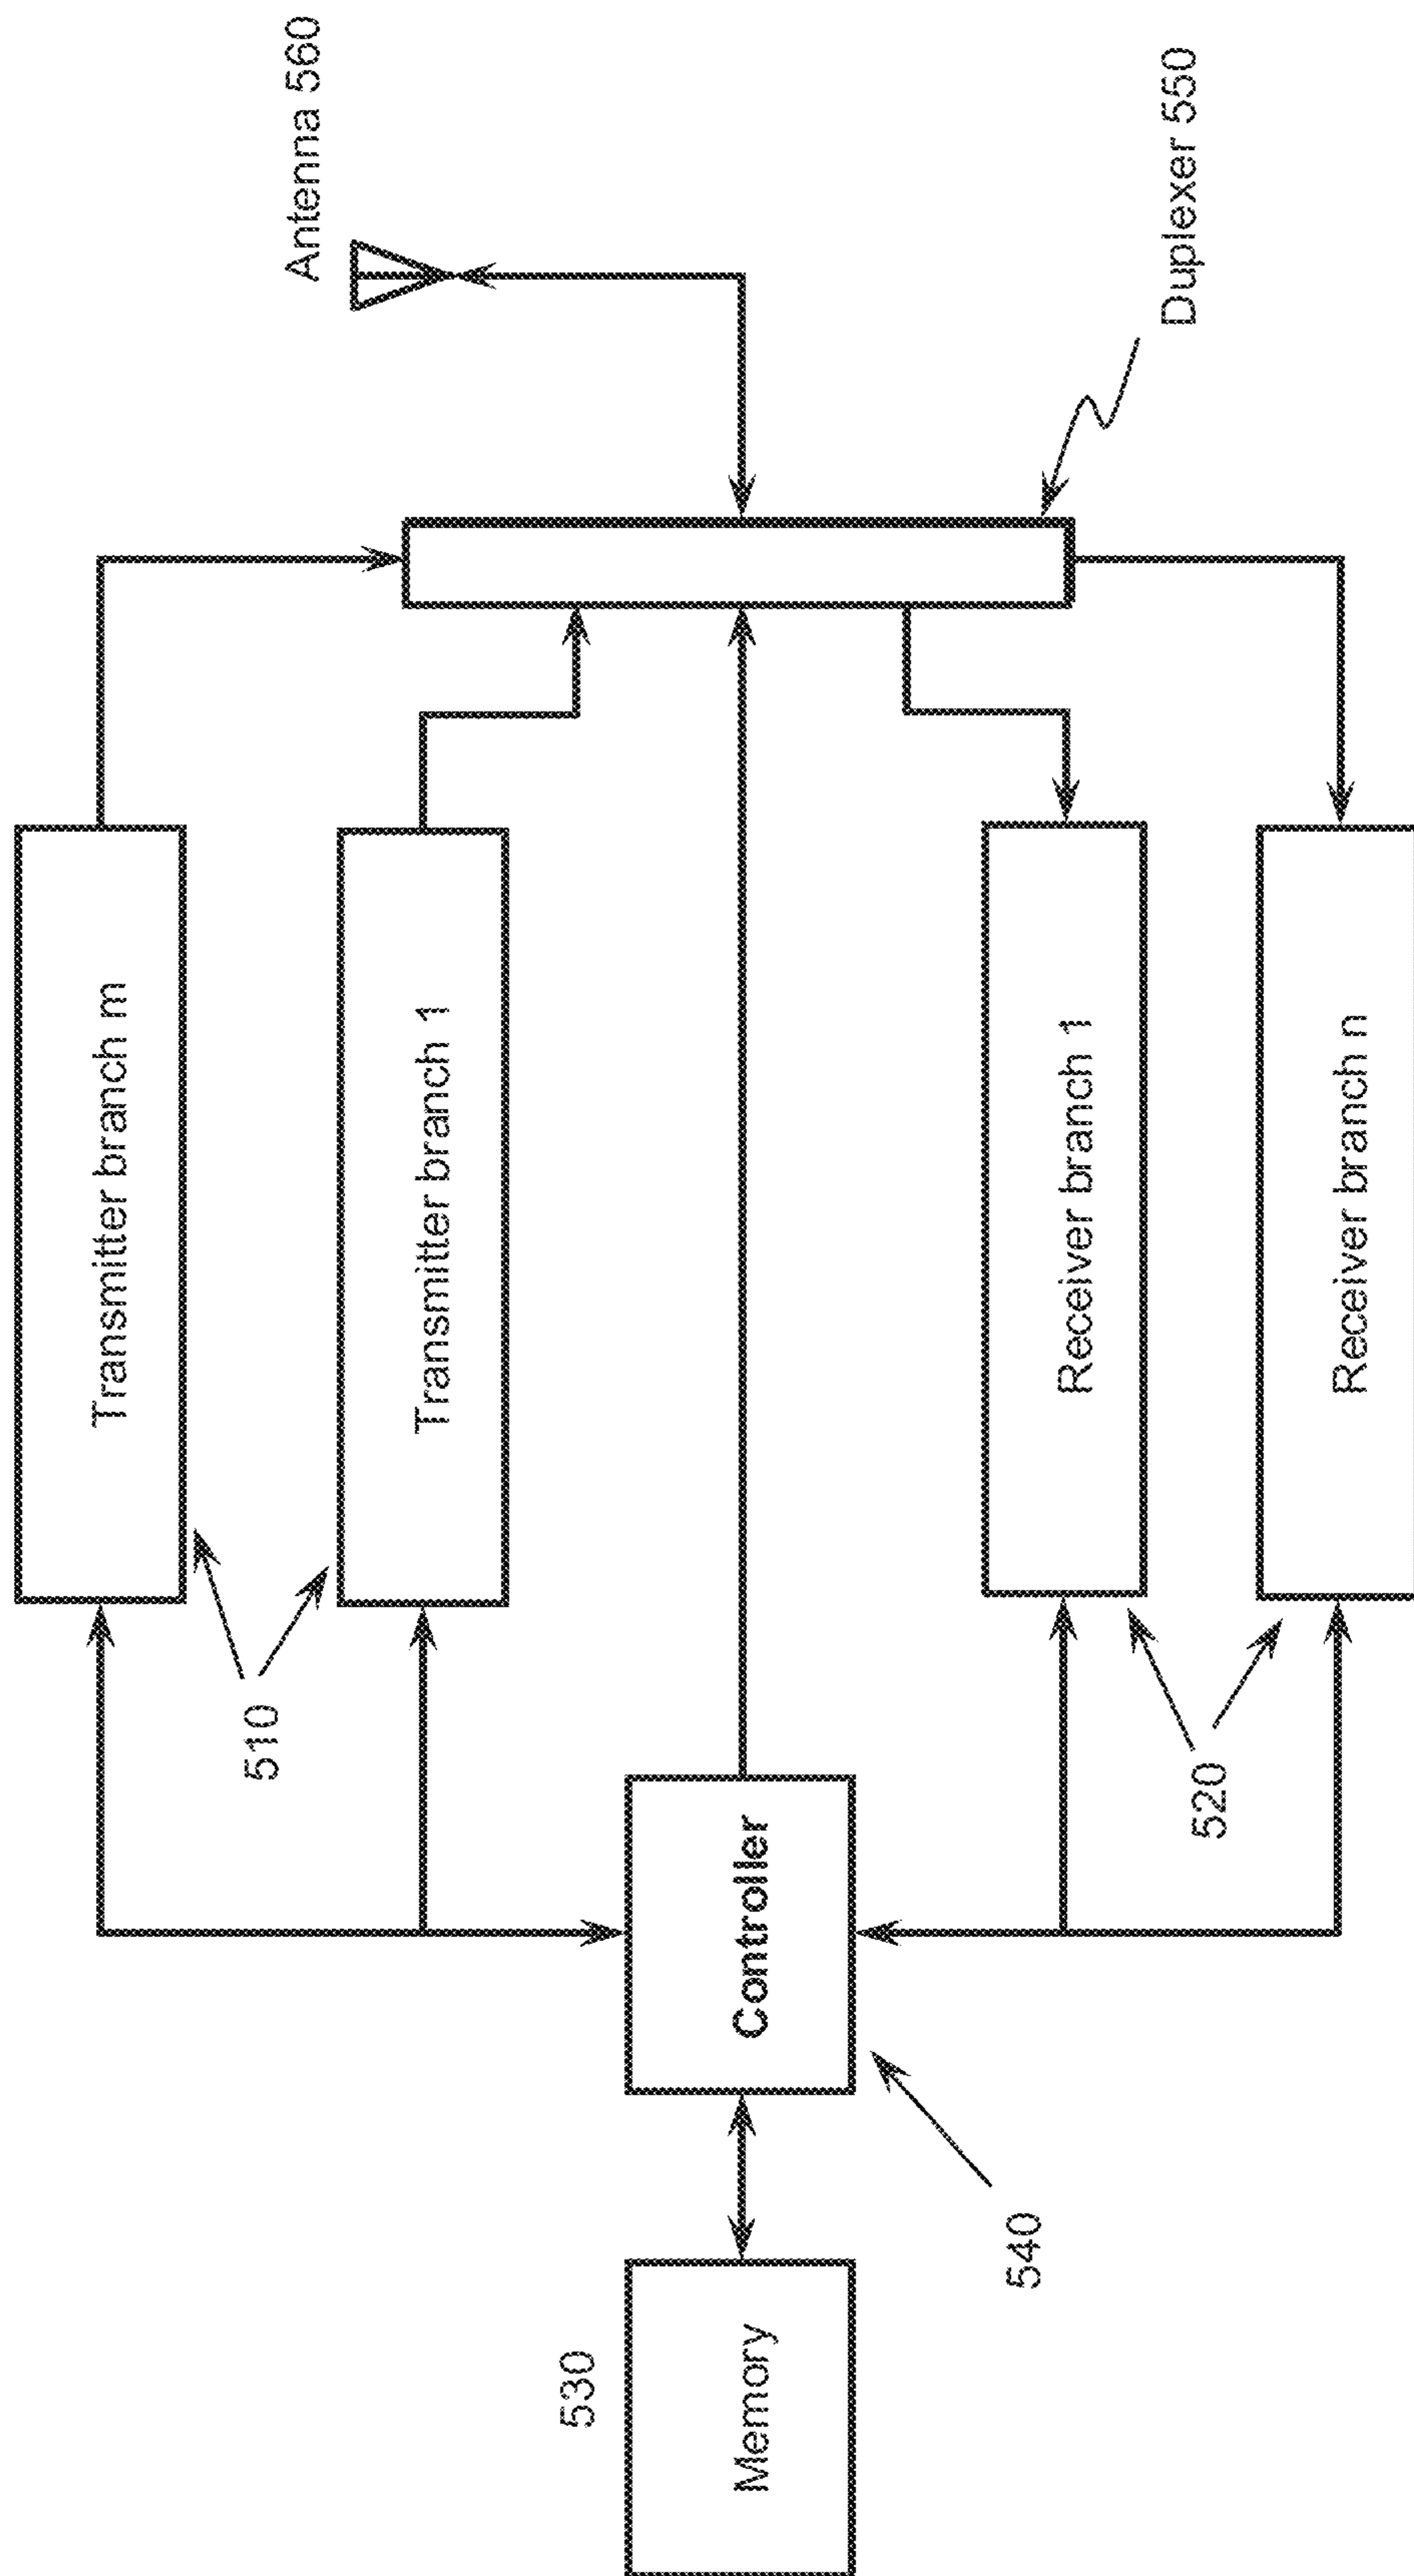 Antenna 560
Duplexer 550
Transmitter branch m
Transmitter branch 1
Receiver branch 1
Receiver branch n
510
520
Controller
540
530
Memory